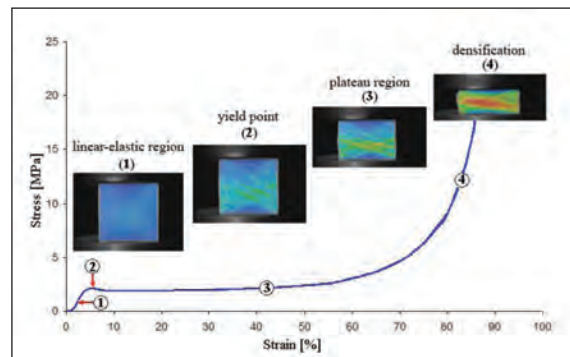 25
20
15
10
5
0
Stress [MPa]
densification
(4)
plateau region
(3)
yield point
(2)
linear-elastic region
(1)
2
1
3
4
0 10 20 30 40 50 60 70 80 90 100
Strain [%]